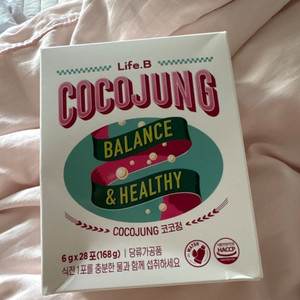 Life.B
COCOJUNG
BALANCE
& HEALTHY
COCOJUNG 코코정
6 g x 28 포 (168 g) | 당류가공품
식전 1포를 충분한 물과 함께 섭취하세요
WATER
HACCP